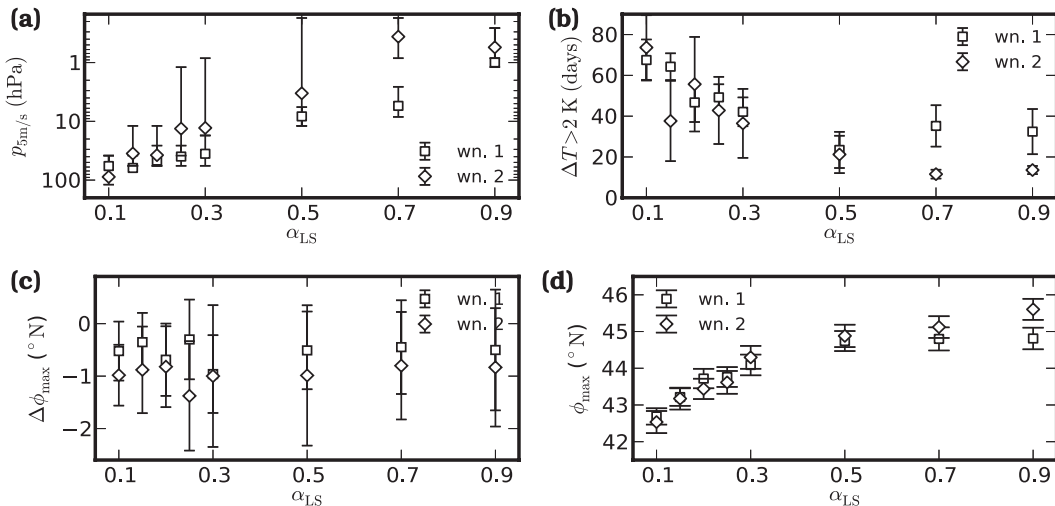 (a)
1
10
100
p5m/s (hPa)
wn. 1
wn. 2
0.1 0.3 0.5 0.7 0.9
αLS
(b)
80
60
40
20
0
ΔT>2 K (days)
wn. 1
wn. 2
0.1 0.3 0.5 0.7 0.9
αLS
(c)
0
−1
−2
Δϕmax (°N)
wn. 1
wn. 2
0.1 0.3 0.5 0.7 0.9
αLS
(d)
46
45
44
43
42
ϕmax (°N)
wn. 1
wn. 2
0.1 0.3 0.5 0.7 0.9
αLS